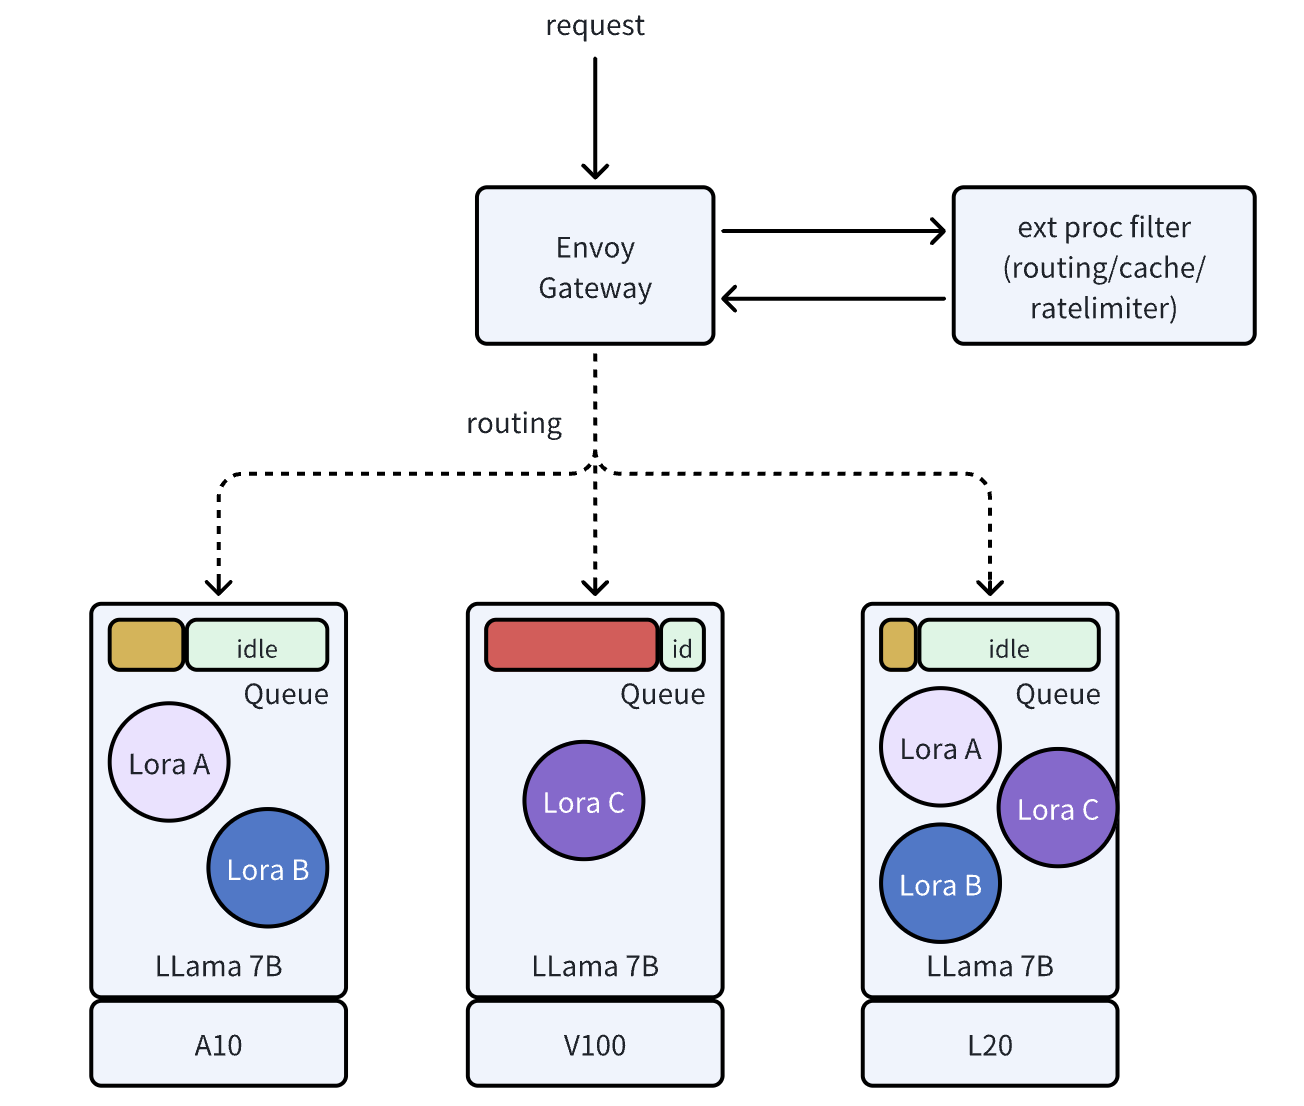 request
Envoy
Gateway
ext proc filter
(routing/cache/
ratelimiter)
routing
idle
Queue
Lora A
Lora B
LLama 7B
A10
id
Queue
Lora C
LLama 7B
V100
idle
Queue
Lora A
Lora C
Lora B
LLama 7B
L20